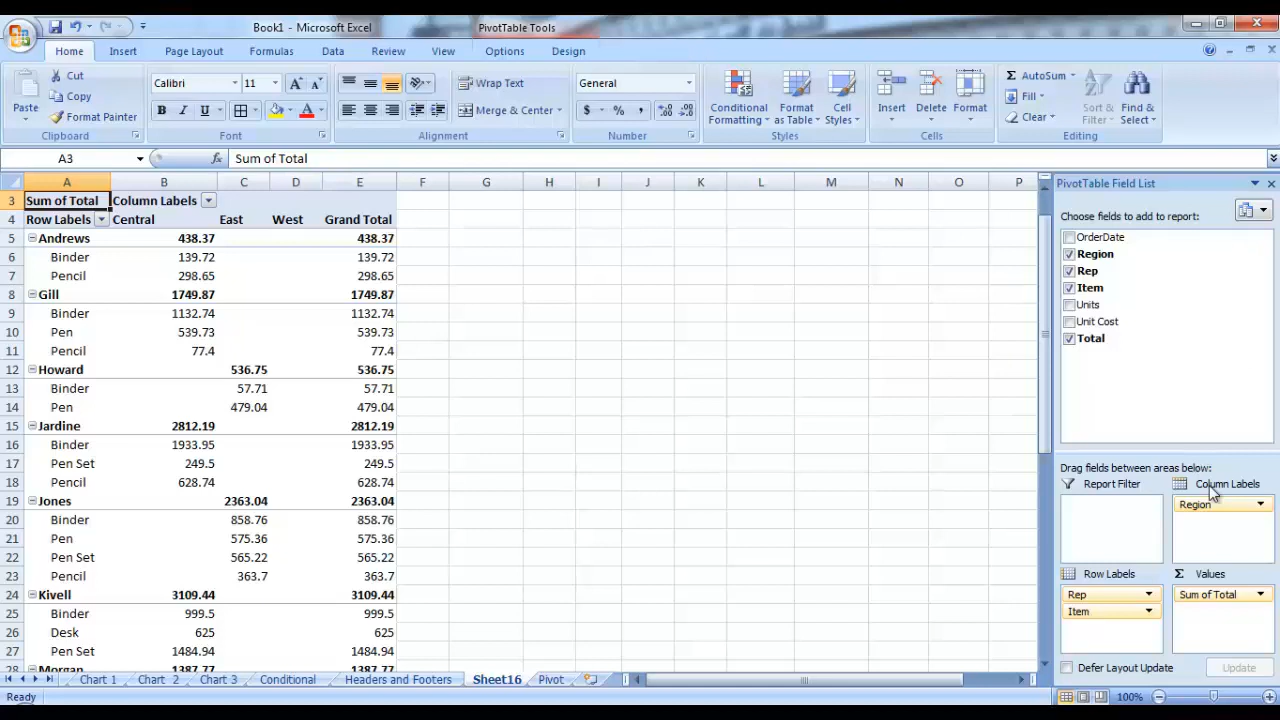 Book1 - Microsoft Excel
PivotTable Tools
Home Insert Page Layout Formulas Data Review View Options Design
Paste
Cut
Copy
Format Painter
Clipboard
Calibri 11
B I U
Font
Wrap Text
Merge & Center
Alignment
General
$ % ,
Number
Conditional Formatting
Format as Table
Cell Styles
Styles
Insert Delete Format
Cells
AutoSum
Fill
Clear
Sort & Filter
Find & Select
Editing
A3 fx Sum of Total
A B C D E F G H I J K L M N O P
3 Sum of Total Column Labels
4 Row Labels Central East West Grand Total
5 Andrews 438.37 438.37
6 Binder 139.72 139.72
7 Pencil 298.65 298.65
8 Gill 1749.87 1749.87
9 Binder 1132.74 1132.74
10 Pen 539.73 539.73
11 Pencil 77.4 77.4
12 Howard 536.75 536.75
13 Binder 57.71 57.71
14 Pen 479.04 479.04
15 Jardine 2812.19 2812.19
16 Binder 1933.95 1933.95
17 Pen Set 249.5 249.5
18 Pencil 628.74 628.74
19 Jones 2363.04 2363.04
20 Binder 858.76 858.76
21 Pen 575.36 575.36
22 Pen Set 565.22 565.22
23 Pencil 363.7 363.7
24 Kivell 3109.44 3109.44
25 Binder 999.5 999.5
26 Desk 625 625
27 Pen Set 1484.94 1484.94
28 Morgan 1387.77 1387.77
PivotTable Field List
Choose fields to add to report:
OrderDate
Region
Rep
Item
Units
Unit Cost
Total
Drag fields between areas below:
Report Filter
Column Labels
Region
Row Labels
Σ Values
Rep
Sum of Total
Item
Defer Layout Update
Update
Chart 1 Chart 2 Chart 3 Conditional Headers and Footers Sheet16 Pivot
Ready
100%